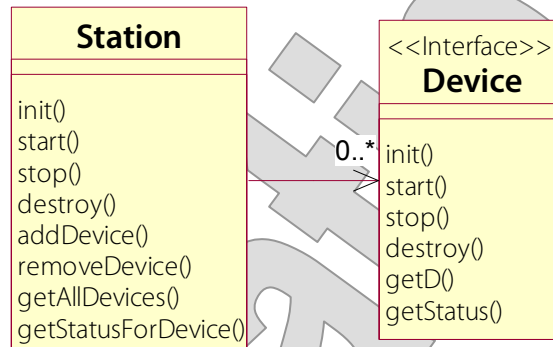 Station
init()
start()
stop()
destroy()
addDevice()
removeDevice()
getAllDevices()
getStatusForDevice()
0..*
<<Interface>>
Device
init()
start()
stop()
destroy()
getD()
getStatus()